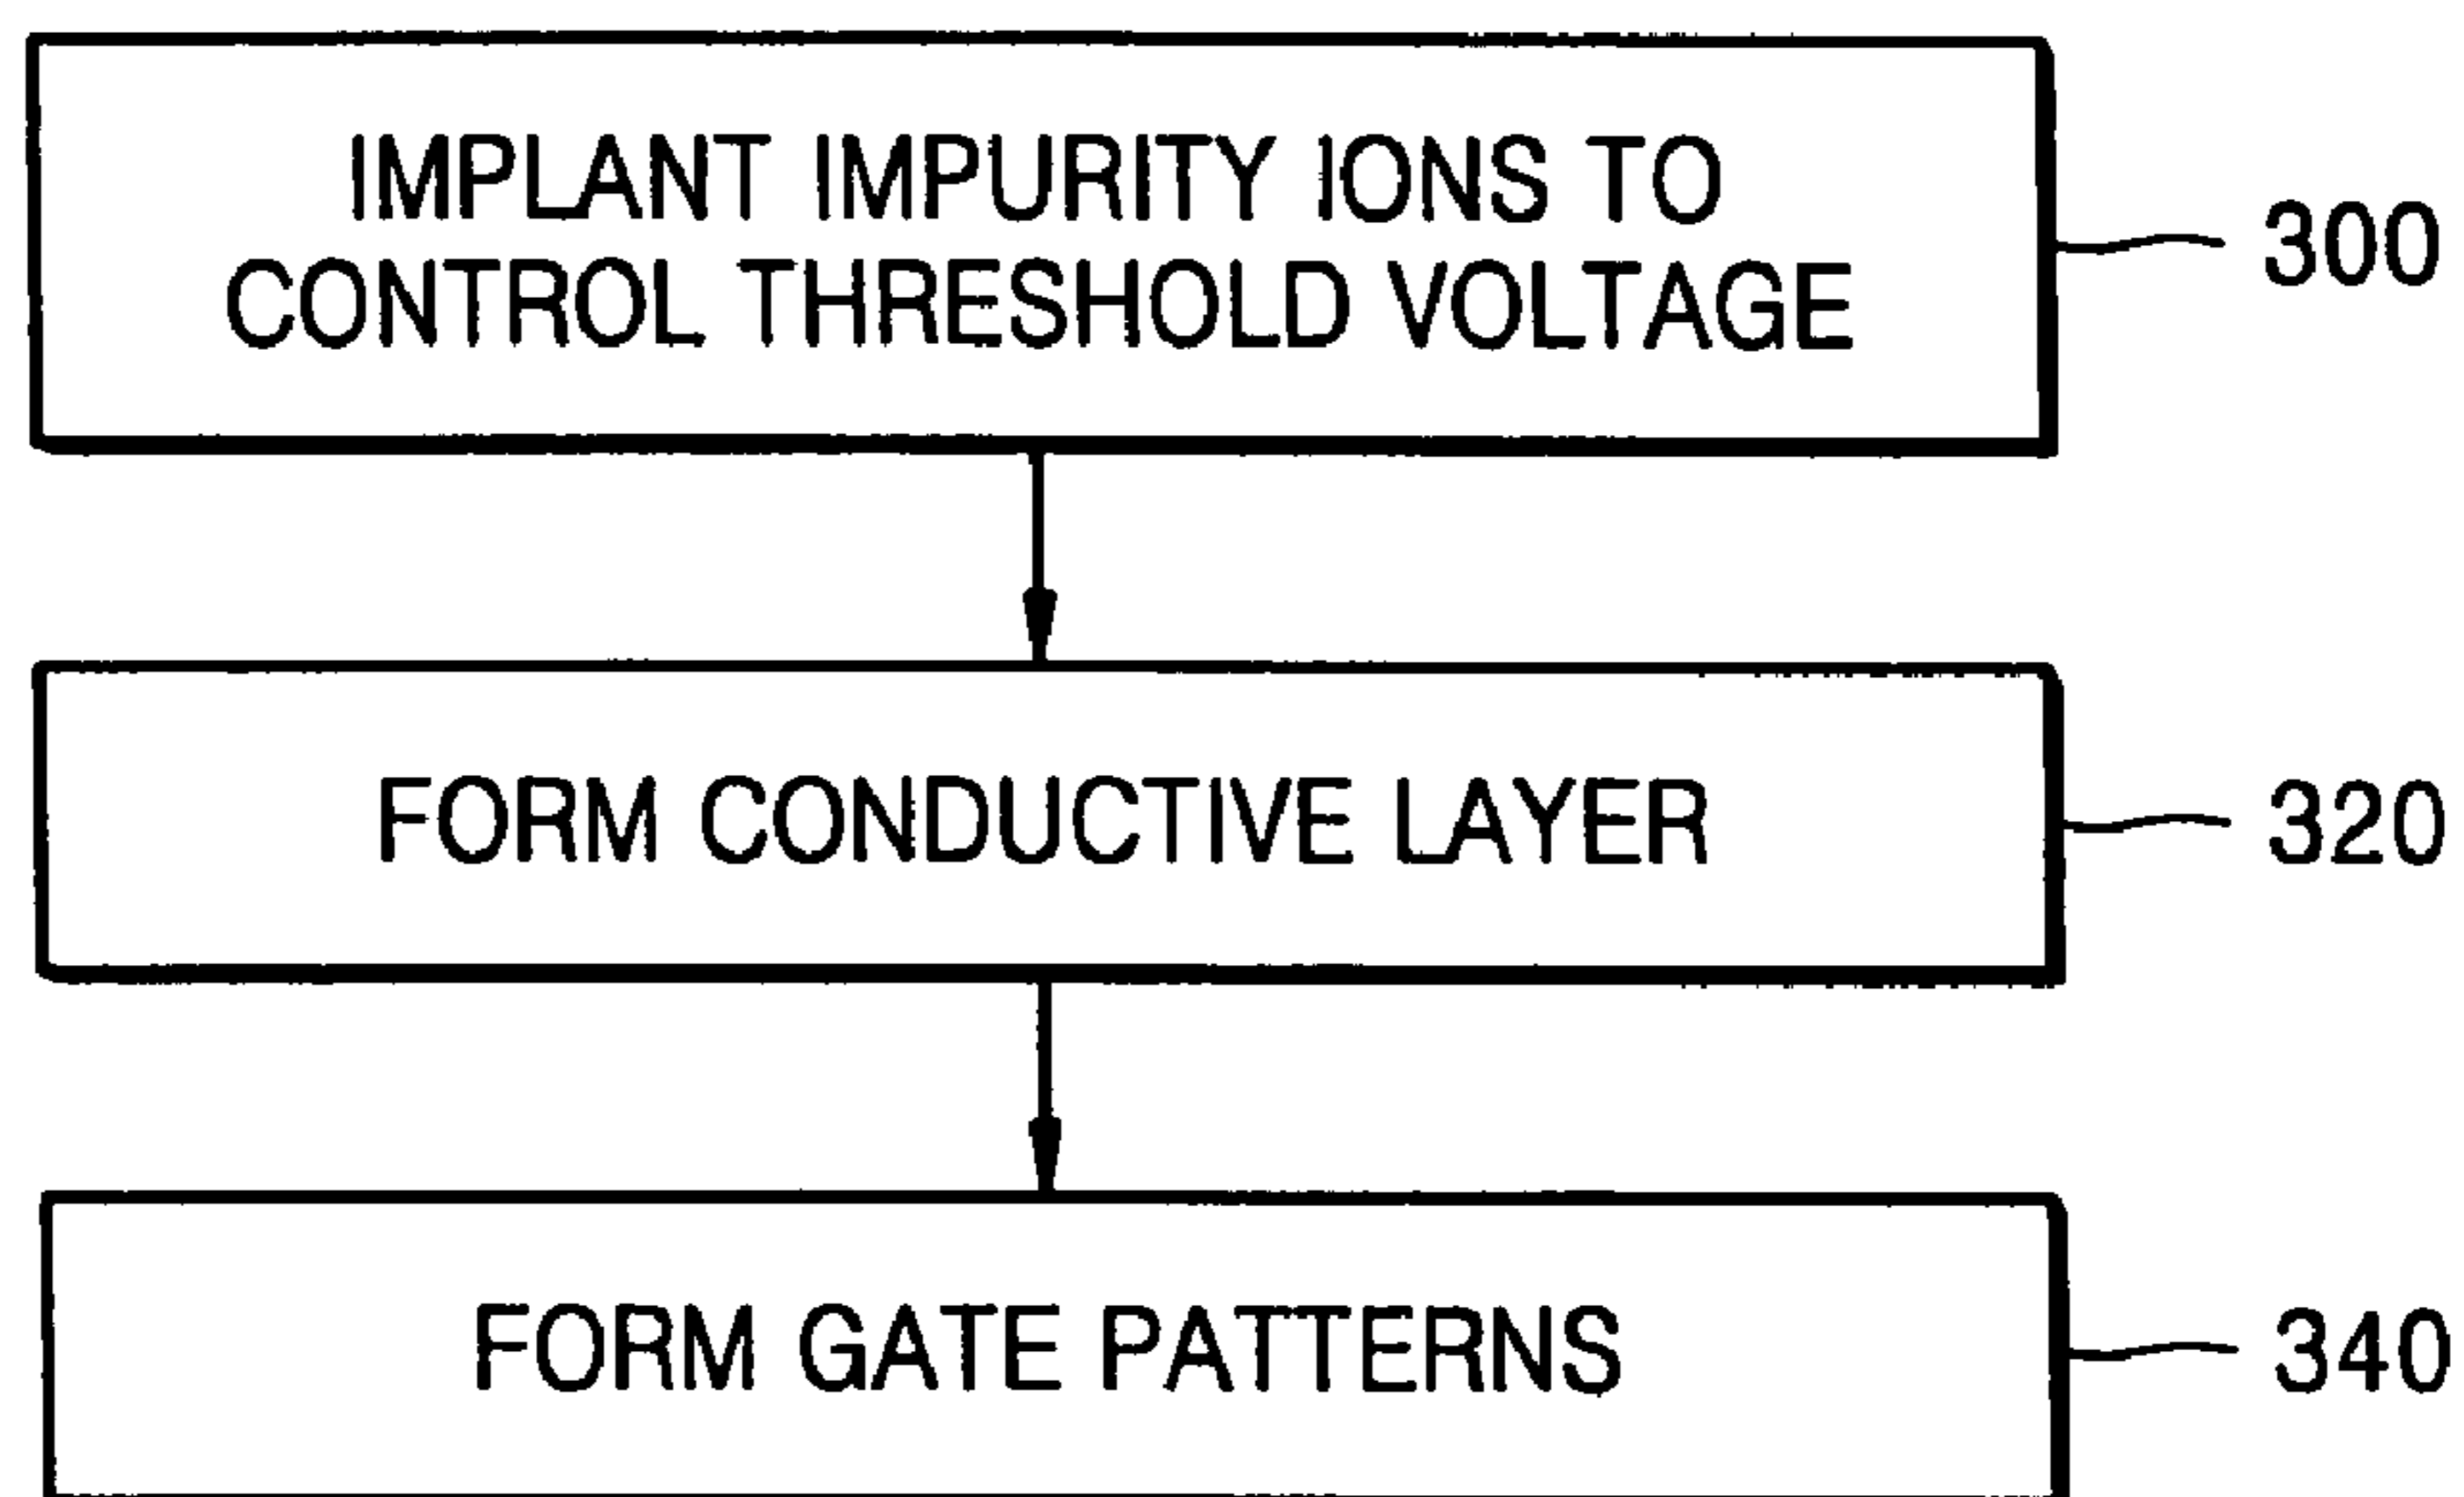 IMPLANT IMPURITY IONS TO
CONTROL THRESHOLD VOLTAGE
300
FORM CONDUCTIVE LAYER
320
FORM GATE PATTERNS
340